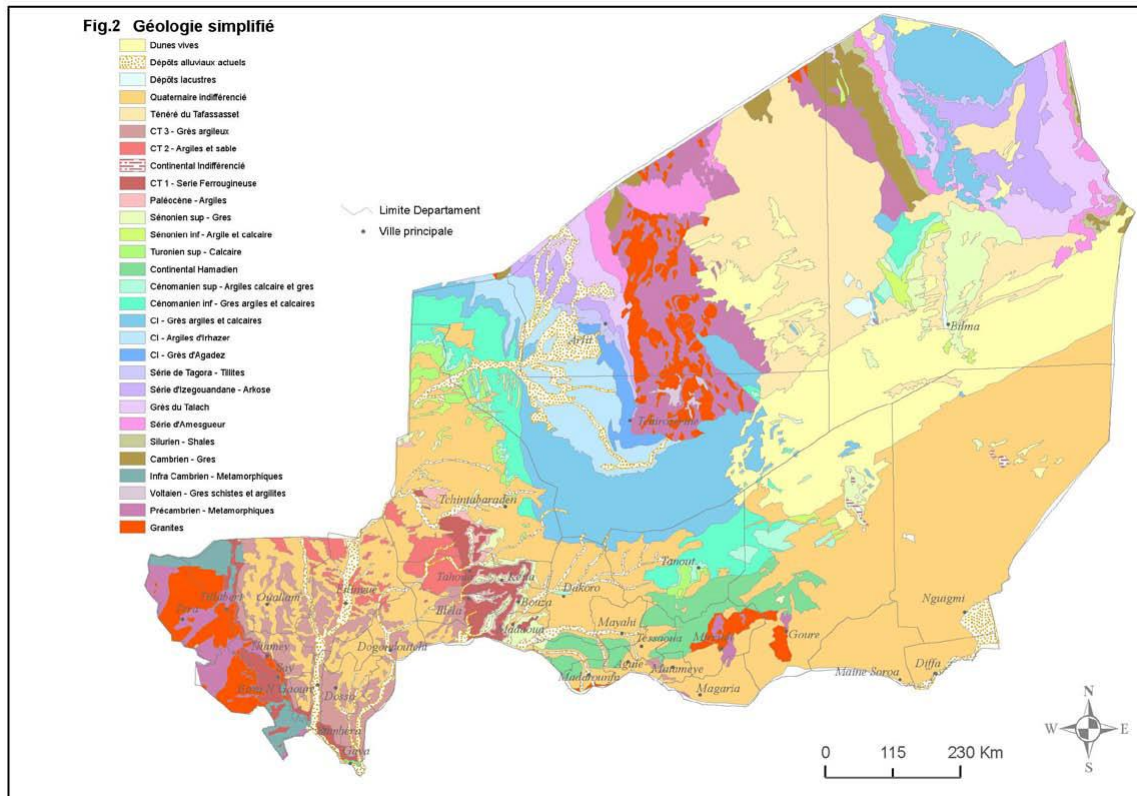 Fig.2 Géologie simplifié
Dunes vives
Dépôts alluviaux actuels
Dépôts lacustres
Quaternaire indifférencié
Ténéré du Tafassasset
CT 3 - Grès argileux
CT 2 - Argiles et sable
Continental Indifférencié
CT 1 - Serie Ferrougineuse
Paléocène - Argiles
Sénonien sup - Gres
Sénonien inf - Argile et calcaire
Turonien sup - Calcaire
Continental Hamadien
Cénomanien sup - Argiles calcaire et gres
Cénomanien inf - Gres argiles et calcaires
CI - Grès argiles et calcaires
CI - Argiles d'Irhazer
CI - Grès d'Agadez
Série de Tagora - Tillites
Série d'Izegouandane - Arkose
Grès du Talach
Série d'Amesgueur
Silurien - Shales
Cambrien - Gres
Infra Cambrien - Metamorphiques
Voltaien - Gres schistes et argilites
Précambrien - Metamorphiques
Granites
Limite Departament
Ville principale
Arlit
Bilma
Tchirozerine
Tchintabaraden
Tanout
Tahoua
Keita
Dakoro
Bouza
Illela
Madaoua
Filingue
Ouallam
Tillaberi
Tera
Mayahi
Tessaoua
Goure
Nguigmi
Dogondoutchi
Niamey
Say
Aguie
Matameye
Mirriah
Madarounfa
Magaria
Maine Soroa
Diffa
Dosso
Gaya
N
W
E
S
0 115 230 Km